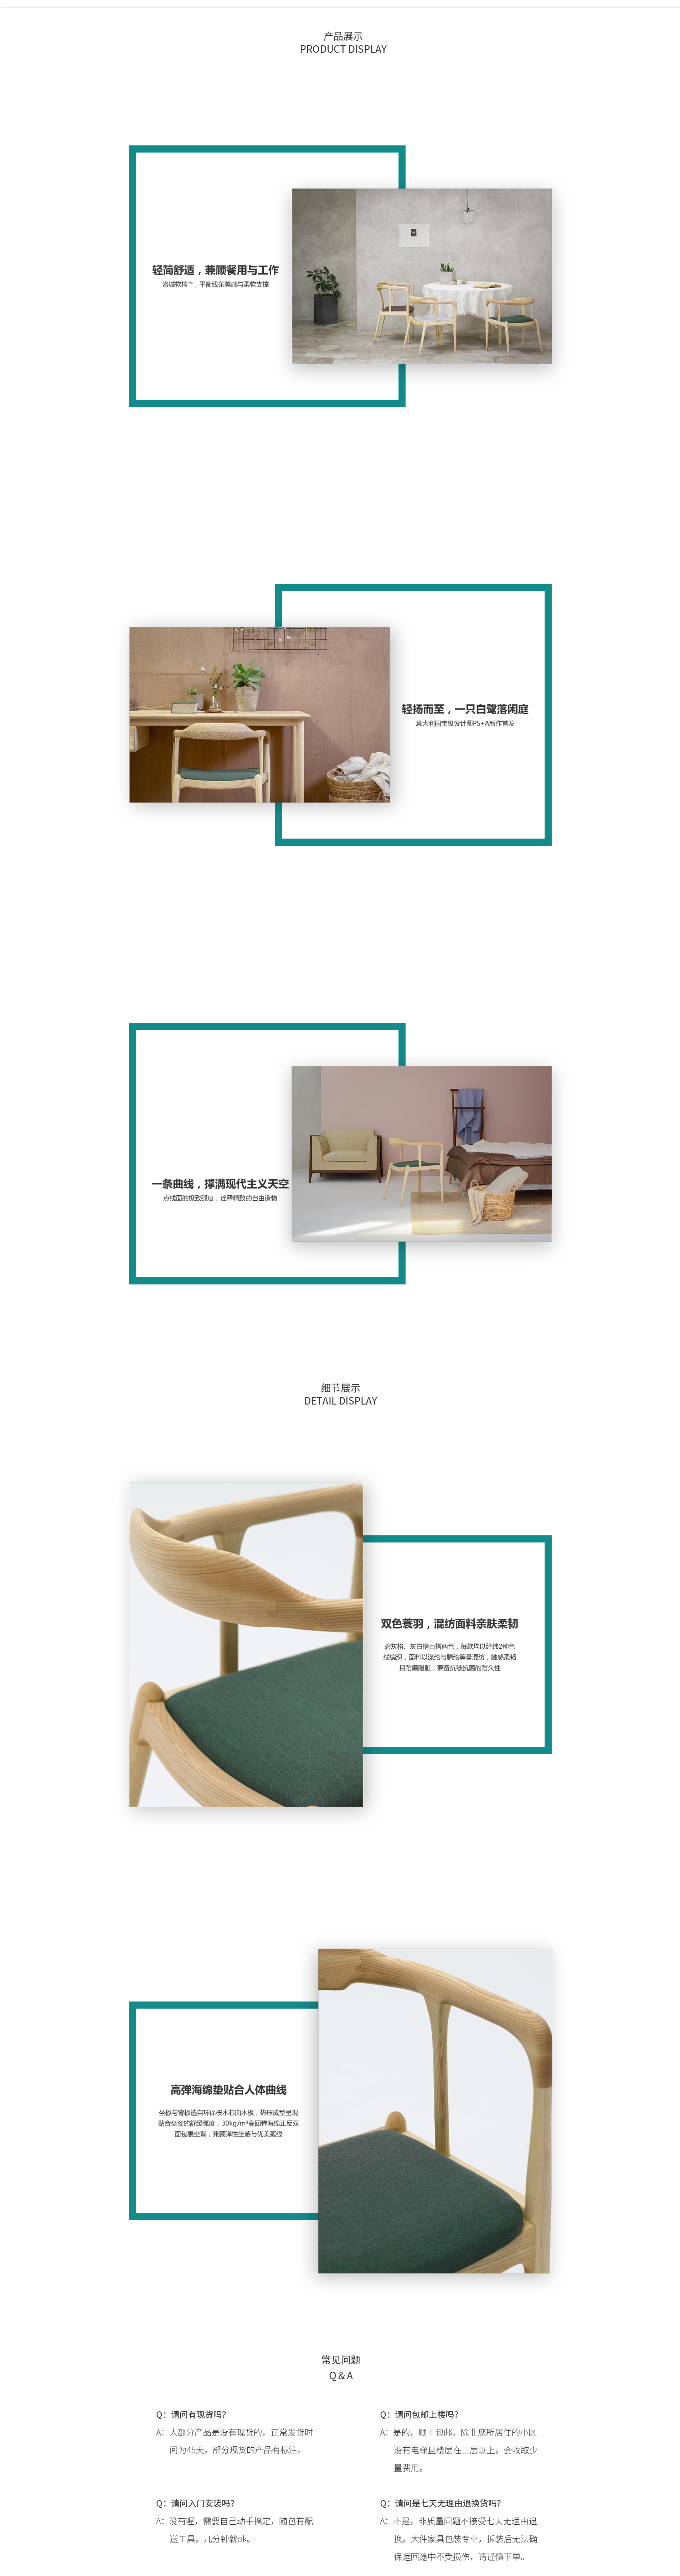 产品展示
PRODUCT DISPLAY
轻简舒适，兼顾餐用与工作
洛城软椅™，平衡线条美感与柔软支撑
轻扬而至，一只白鹭落闲庭
意大利国宝级设计师PS+A新作首发
一条曲线，撑满现代主义天空
点线面的极致弧度，诠释精致的自由造物
细节展示
DETAIL DISPLAY
双色蓑羽，混纺面料亲肤柔韧
碧灰格、灰白格百搭两色，每款均以经纬2种色
线编织，面料以涤纶与腈纶等量混纺，触感柔韧
且耐磨耐脏，兼备抗皱抗菌的耐久性
高弹海绵垫贴合人体曲线
坐板与背板选自环保桉木芯曲木板，热压成型呈现
贴合坐姿的舒缓弧度，30kg/m³高回弹海绵正反双
面包裹坐背，兼顾弹性坐感与优美弧线
常见问题
Q & A
Q：请问有现货吗？
A：大部分产品是没有现货的，正常发货时
间为45天，部分现货的产品有标注。
Q：请问包邮上楼吗？
A：是的，顺丰包邮，除非您所居住的小区
没有电梯且楼层在三层以上，会收取少
量费用。
Q：请问入门安装吗？
A：没有喔，需要自己动手搞定，随包有配
送工具，几分钟就ok。
Q：请问是七天无理由退换货吗？
A：不是，非质量问题不接受七天无理由退
换。大件家具包装专业，拆装后无法确
保运回途中不受损伤，请谨慎下单。